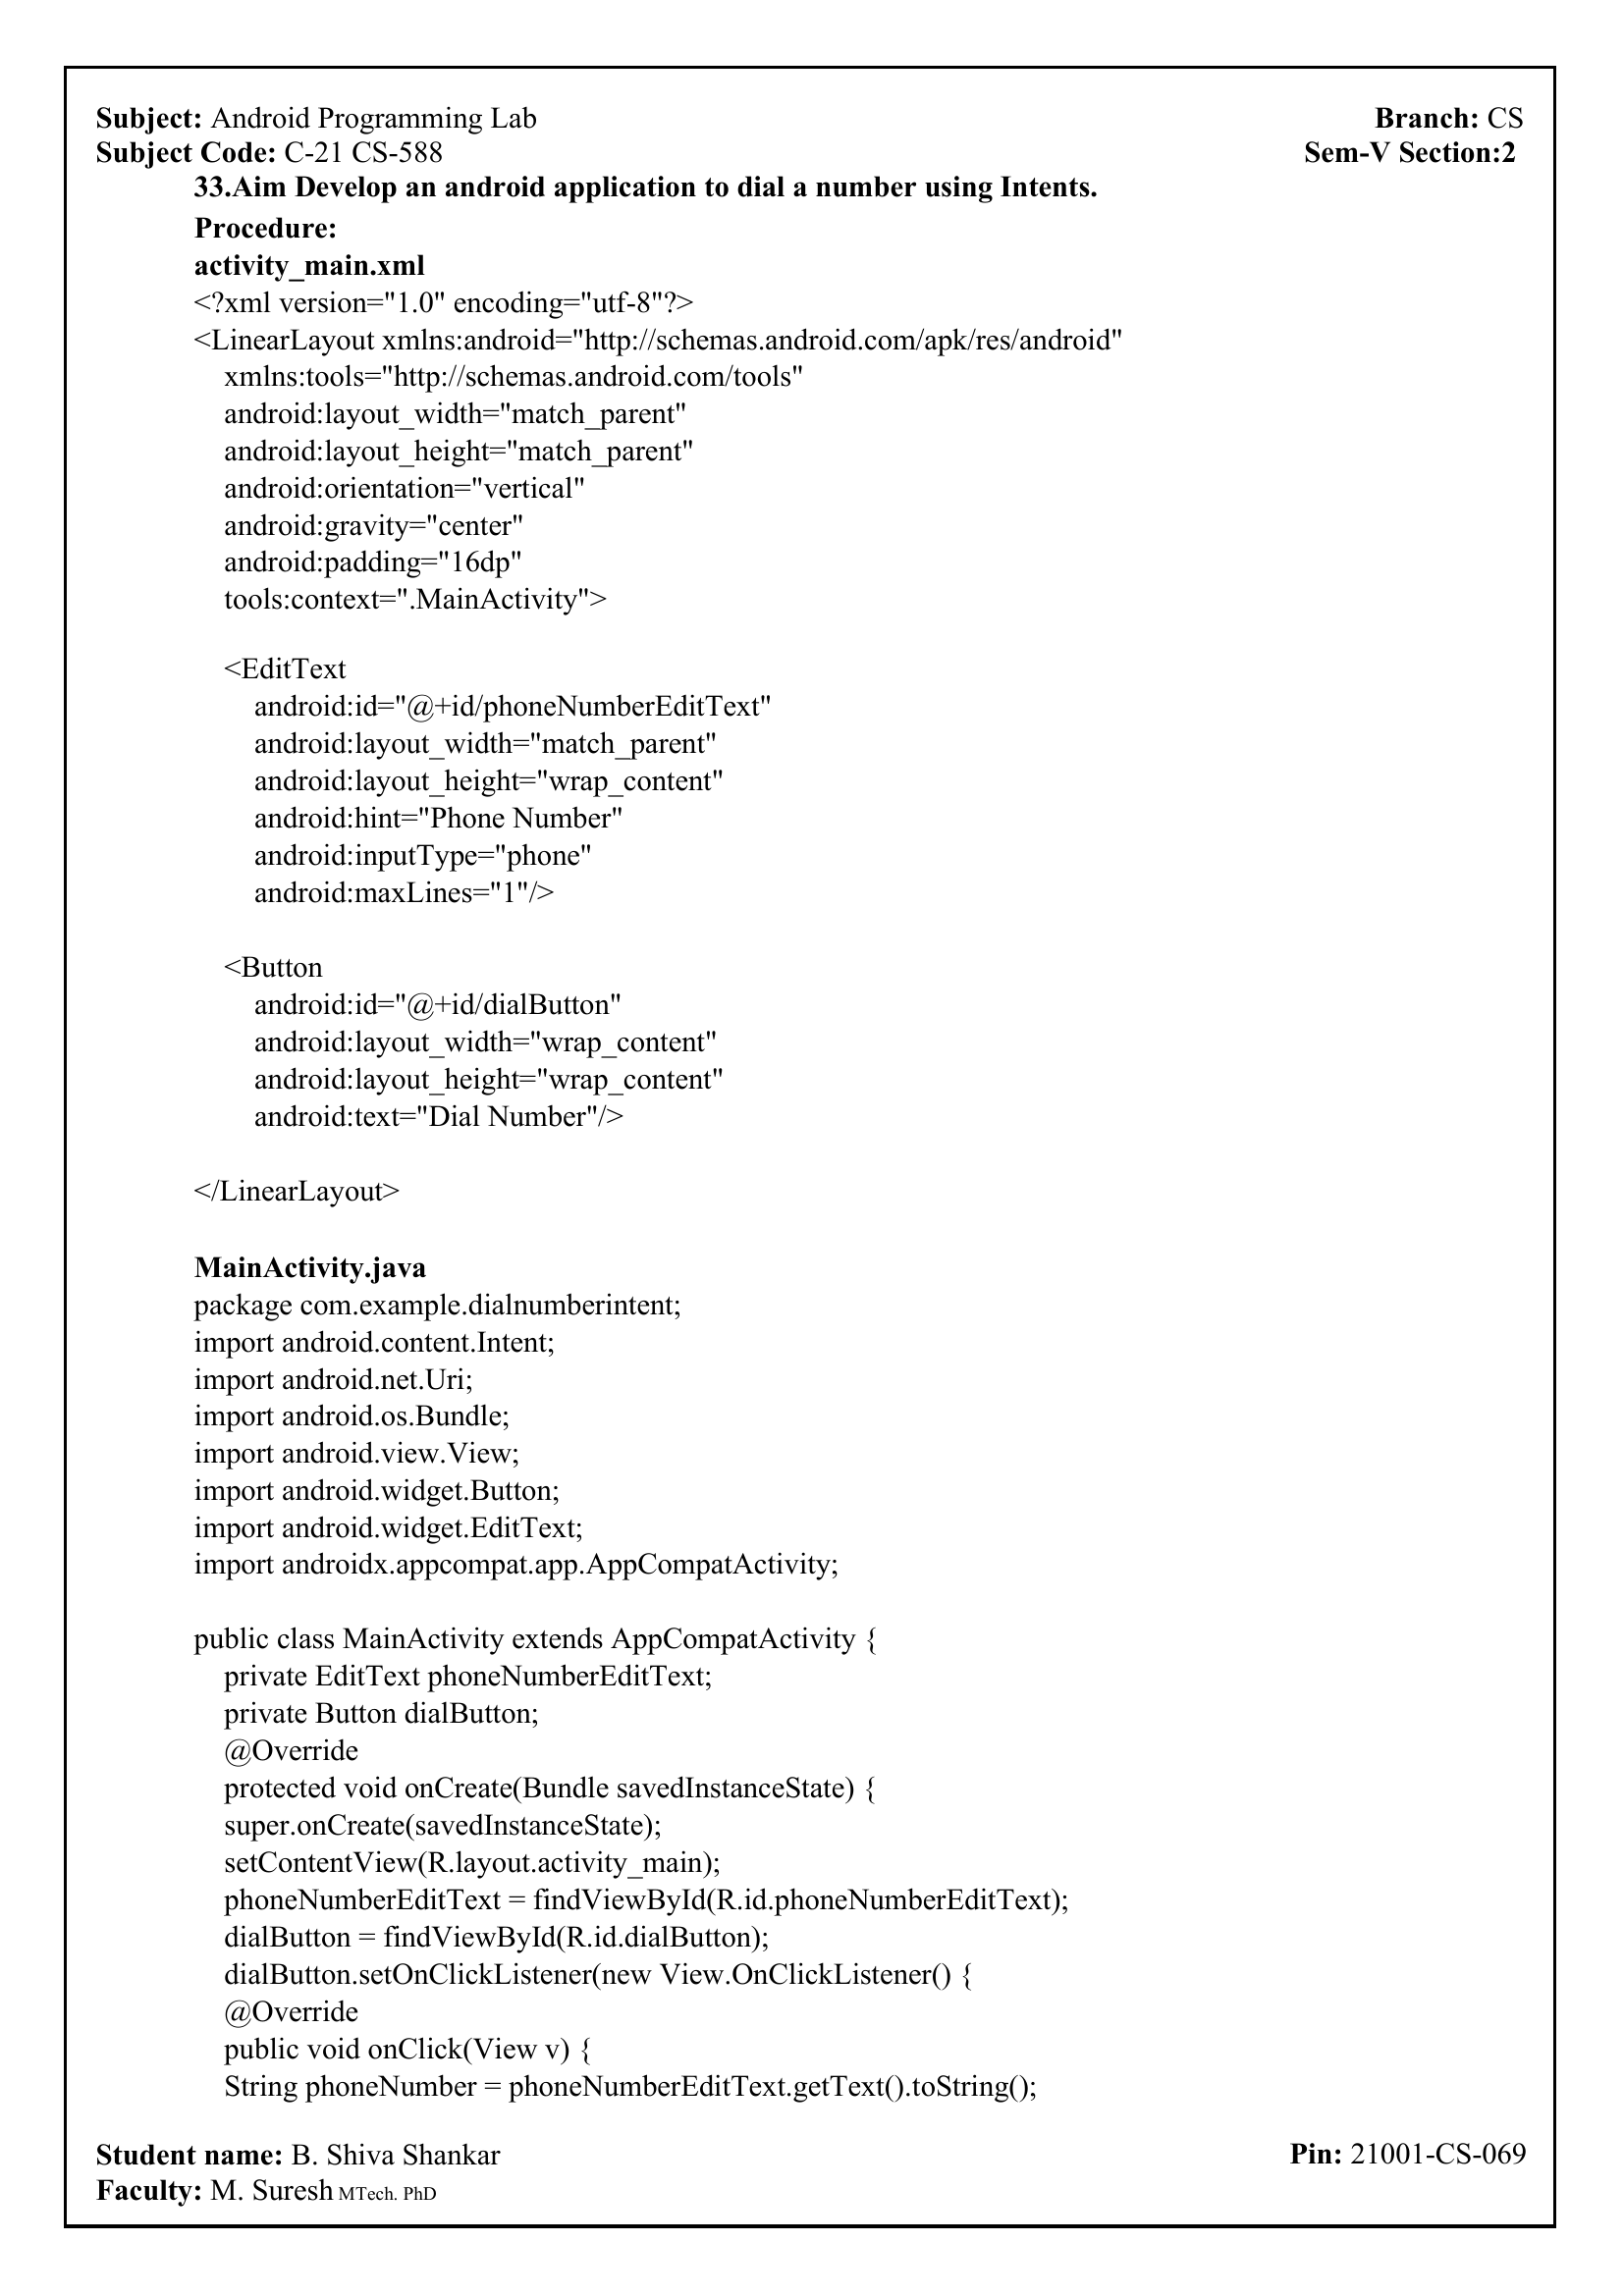 Subject: Android Programming Lab Branch: CS
Subject Code: C-21 CS-588 Sem-V Section:2
33.Aim Develop an android application to dial a number using Intents.
Procedure:
activity_main.xml
<?xml version="1.0" encoding="utf-8"?>
<LinearLayout xmlns:android="http://schemas.android.com/apk/res/android"
    xmlns:tools="http://schemas.android.com/tools"
    android:layout_width="match_parent"
    android:layout_height="match_parent"
    android:orientation="vertical"
    android:gravity="center"
    android:padding="16dp"
    tools:context=".MainActivity">

    <EditText
        android:id="@+id/phoneNumberEditText"
        android:layout_width="match_parent"
        android:layout_height="wrap_content"
        android:hint="Phone Number"
        android:inputType="phone"
        android:maxLines="1"/>

    <Button
        android:id="@+id/dialButton"
        android:layout_width="wrap_content"
        android:layout_height="wrap_content"
        android:text="Dial Number"/>

</LinearLayout>

MainActivity.java
package com.example.dialnumberintent;
import android.content.Intent;
import android.net.Uri;
import android.os.Bundle;
import android.view.View;
import android.widget.Button;
import android.widget.EditText;
import androidx.appcompat.app.AppCompatActivity;

public class MainActivity extends AppCompatActivity {
    private EditText phoneNumberEditText;
    private Button dialButton;
    @Override
    protected void onCreate(Bundle savedInstanceState) {
    super.onCreate(savedInstanceState);
    setContentView(R.layout.activity_main);
    phoneNumberEditText = findViewById(R.id.phoneNumberEditText);
    dialButton = findViewById(R.id.dialButton);
    dialButton.setOnClickListener(new View.OnClickListener() {
    @Override
    public void onClick(View v) {
    String phoneNumber = phoneNumberEditText.getText().toString();
Student name: B. Shiva Shankar Pin: 21001-CS-069
Faculty: M. Suresh MTech. PhD